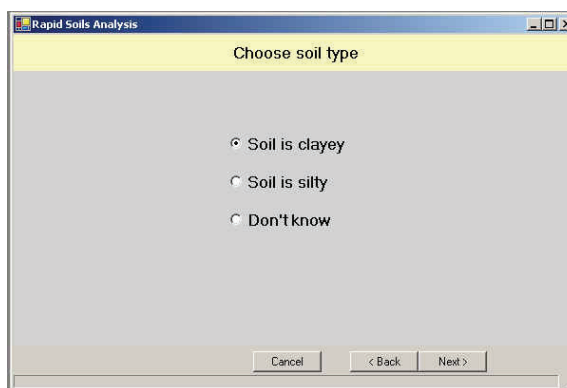 Rapid Soils Analysis
Choose soil type
Soil is clayey
Soil is silty
Don't know
Cancel
< Back
Next >